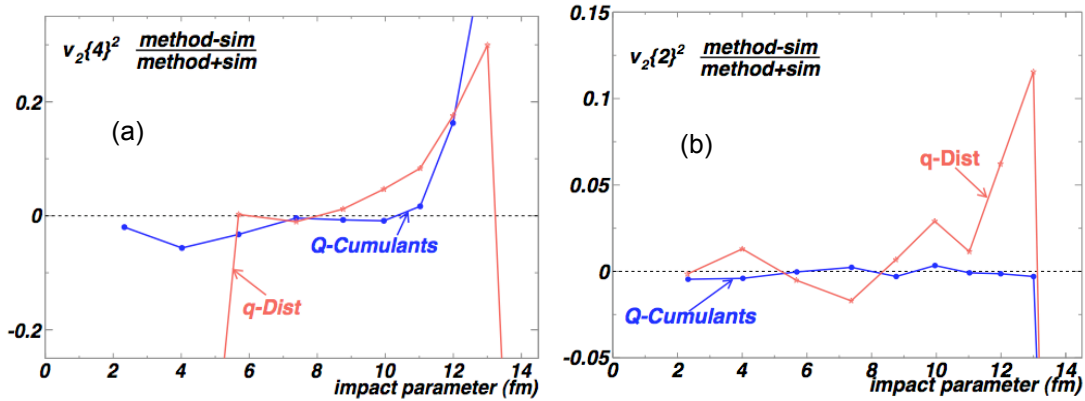 v₂{4}² method-sim
method+sim
(a)
0.2
0
-0.2
Q-Cumulants
q-Dist
0 2 4 6 8 10 12 14
impact parameter (fm)
0.15
v₂{2}² method-sim
method+sim
(b)
0.1
q-Dist
0.05
0
Q-Cumulants
-0.05
0 2 4 6 8 10 12 14
impact parameter (fm)